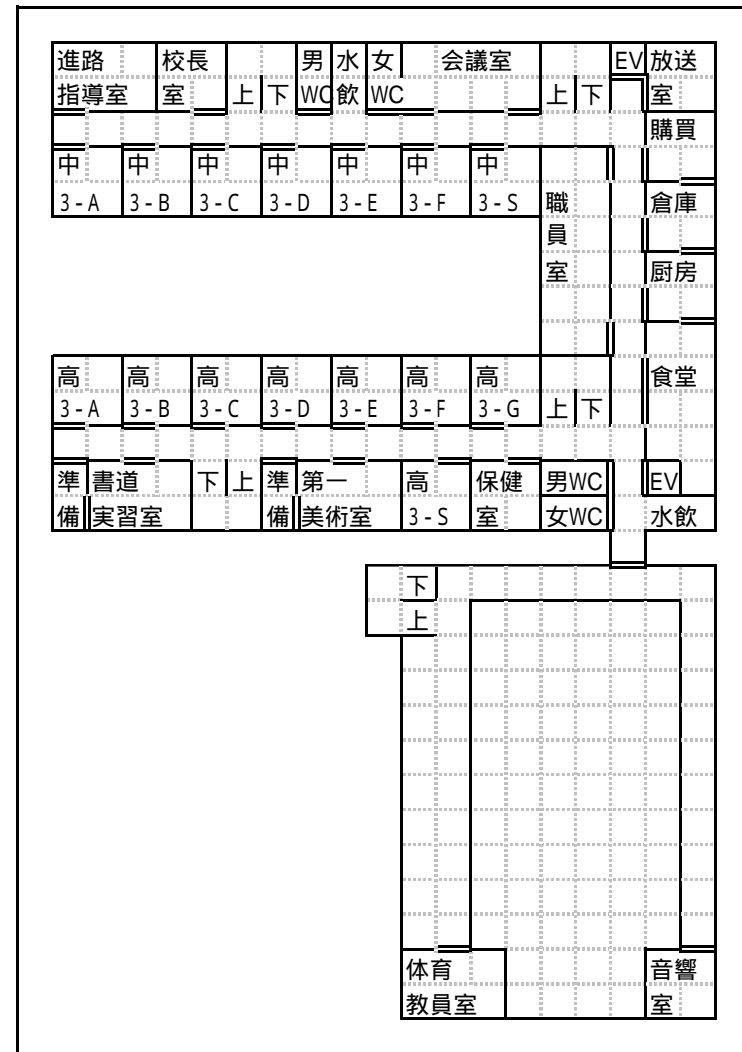 進路 校長 男 水 女 会議室 EV 放送
指導室 室 上 下 WC 飲 WC 上 下 室
購買
中 中 中 中 中 中 中
3-A 3-B 3-C 3-D 3-E 3-F 3-S 職 倉庫
員
室 厨房
高 高 高 高 高 高 高 食堂
3-A 3-B 3-C 3-D 3-E 3-F 3-G 上 下
準 書道 下 上 準 第一 高 保健 男WC EV
備 実習室 備 美術室 3-S 室 女WC 水飲
下
上
体育 音響
教員室 室